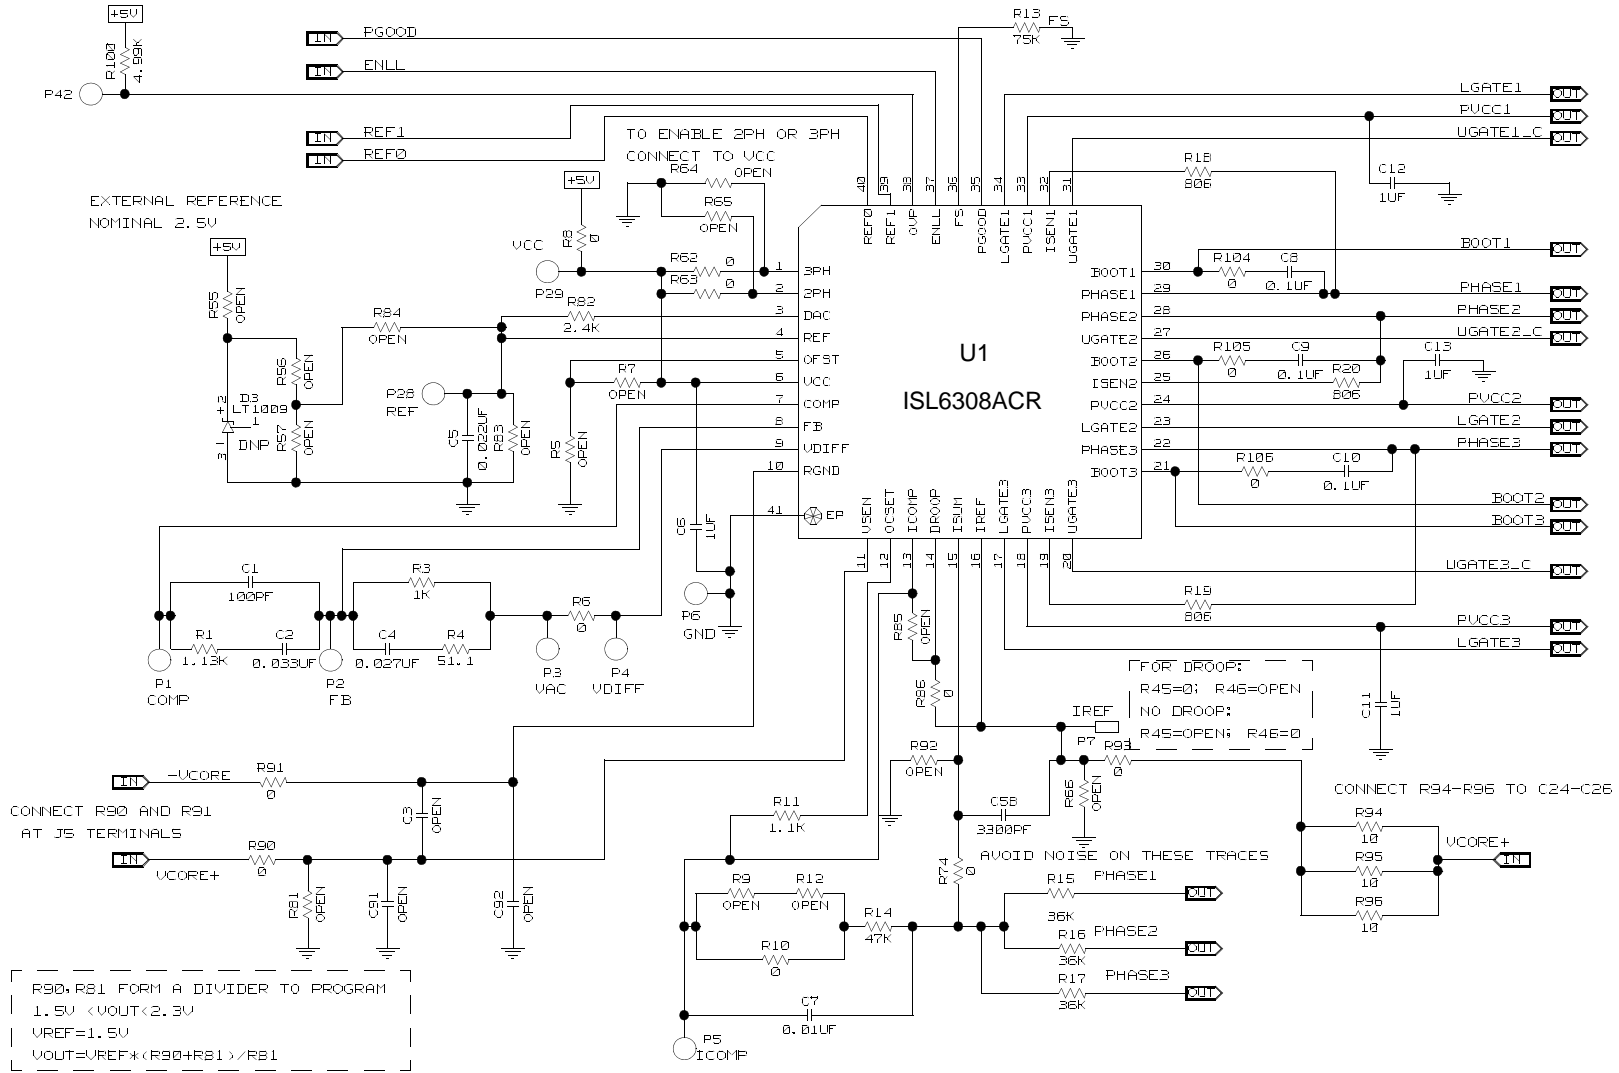 +5V
R100
4.99K
P42
IN PGOOD
IN ENLL
IN REF1
IN REF0
R13
75K
FS
TO ENABLE 2PH OR 3PH
CONNECT TO VCC
R64
OPEN
R65
OPEN
+5V
R8
0
VCC
P29
R62
0
R63
0
R82
2.4K
EXTERNAL REFERENCE
NOMINAL 2.5V
+5V
R55
OPEN
R84
OPEN
R56
OPEN
D3
LT1009
+
2
1
3
-
DNP
R57
OPEN
P28
REF
C5
0.022UF
R83
OPEN
R7
OPEN
R5
OPEN
C6
1UF
P6
GND
U1
ISL6308ACR
40 REF0
39 REF1
38 OVP
37 ENLL
36 FS
35 PGOOD
34 LGATE1
33 PVCC1
32 ISEN1
31 UGATE1
1 3PH
2 2PH
3 DAC
4 REF
5 OFST
6 VCC
7 COMP
8 FB
9 VDIFF
10 RGND
41 EP
11 VSEN
12 OCSET
13 ICOMP
14 DROOP
15 ISUM
16 IREF
17 LGATE3
18 PVCC3
19 ISEN3
20 UGATE3
BOOT1 30
PHASE1 29
PHASE2 28
UGATE2 27
BOOT2 26
ISEN2 25
PVCC2 24
LGATE2 23
PHASE3 22
BOOT3 21
LGATE1 OUT
PVCC1 OUT
UGATE1_C OUT
R18
806
C12
1UF
BOOT1 OUT
R104
0
C8
0.1UF
PHASE1 OUT
PHASE2 OUT
UGATE2_C OUT
R105
0
C9
0.1UF
C13
1UF
R20
806
PVCC2 OUT
LGATE2 OUT
PHASE3 OUT
R106
0
C10
0.1UF
BOOT2 OUT
BOOT3 OUT
UGATE3_C OUT
R19
806
PVCC3 OUT
LGATE3 OUT
C11
1UF
C1
100PF
R1
1.13K
C2
0.033UF
R3
1K
C4
0.027UF
R4
51.1
R6
0
P1
COMP
P2
FB
P3
VAC
P4
VDIFF
R85
OPEN
R86
0
R92
OPEN
IREF
P7
R93
0
R66
OPEN
C58
3300PF
FOR DROOP:
R45=0; R46=OPEN
NO DROOP:
R45=OPEN; R46=0
CONNECT R94-R96 TO C24-C26
R94
10
R95
10
R96
10
VCORE+
IN
IN -VCORE
R91
0
CONNECT R90 AND R91
AT J5 TERMINALS
IN
VCORE+
R90
0
C3
OPEN
R81
OPEN
C91
OPEN
C92
OPEN
R11
1.1K
R74
0
AVOID NOISE ON THESE TRACES
R9
OPEN
R12
OPEN
R10
0
R14
47K
R15
36K
PHASE1 OUT
R16
36K
PHASE2 OUT
R17
36K
PHASE3 OUT
C7
0.01UF
P5
ICOMP
R90,R81 FORM A DIVIDER TO PROGRAM
1.5V <VOUT<2.3V
VREF=1.5V
VOUT=VREF*(R90+R81)/R81